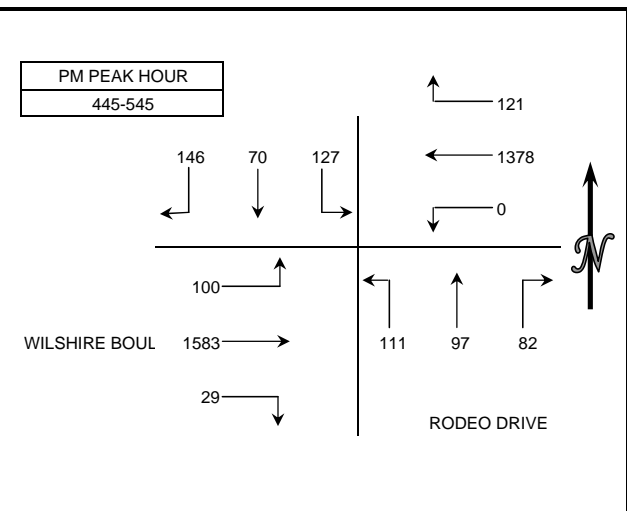 PM PEAK HOUR
445-545
121
146 70 127
1378
0
100
WILSHIRE BOUL 1583
111 97 82
29
RODEO DRIVE
N